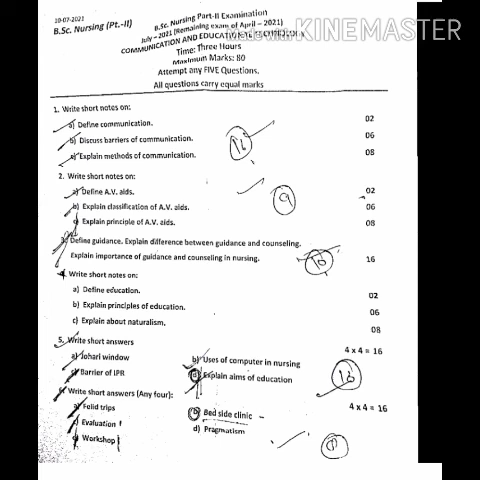 Made with KINEMASTER
19-07-2021
B.Sc. Nursing (Pt.-II)
B.Sc. Nursing Part-II Examination
July - 2021 (Remaining exam of April - 2021)
COMMUNICATION AND EDUCATIONAL TECHNOLOGY
Time: Three Hours
Maximum Marks: 80
Attempt any FIVE Questions.
All questions carry equal marks
1. Write short notes on:
a) Define communication. 02
b) Discuss barriers of communication. 06
c) Explain methods of communication. 08
16
2. Write short notes on:
a) Define A.V. aids. 02
b) Explain classification of A.V. aids. 06
c) Explain principle of A.V. aids. 08
9
3. Define guidance. Explain difference between guidance and counseling.
Explain importance of guidance and counseling in nursing. 16
4. Write short notes on:
a) Define education. 02
b) Explain principles of education. 06
c) Explain about naturalism. 08
5. Write short answers 4 x 4 = 16
a) Johari window b) Uses of computer in nursing
c) Barrier of IPR d) Explain aims of education
6. Write short answers (Any four): 4 x 4 = 16
a) Felid trips b) Bed side clinic
c) Evaluation d) Pragmatism
e) Workshop